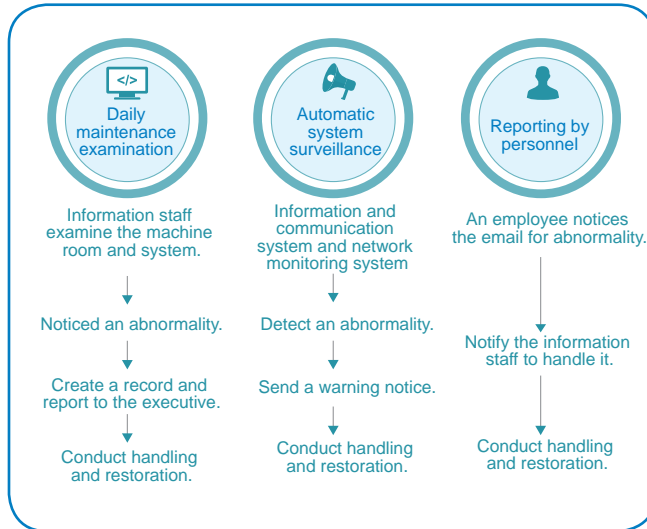 </>
Daily
maintenance
examination
Information staff
examine the machine
room and system.
Noticed an abnormality.
Create a record and
report to the executive.
Conduct handling
and restoration.
Automatic
system
surveillance
Information and
communication
system and network
monitoring system
Detect an abnormality.
Send a warning notice.
Conduct handling
and restoration.
Reporting by
personnel
An employee notices
the email for abnormality.
Notify the information
staff to handle it.
Conduct handling
and restoration.